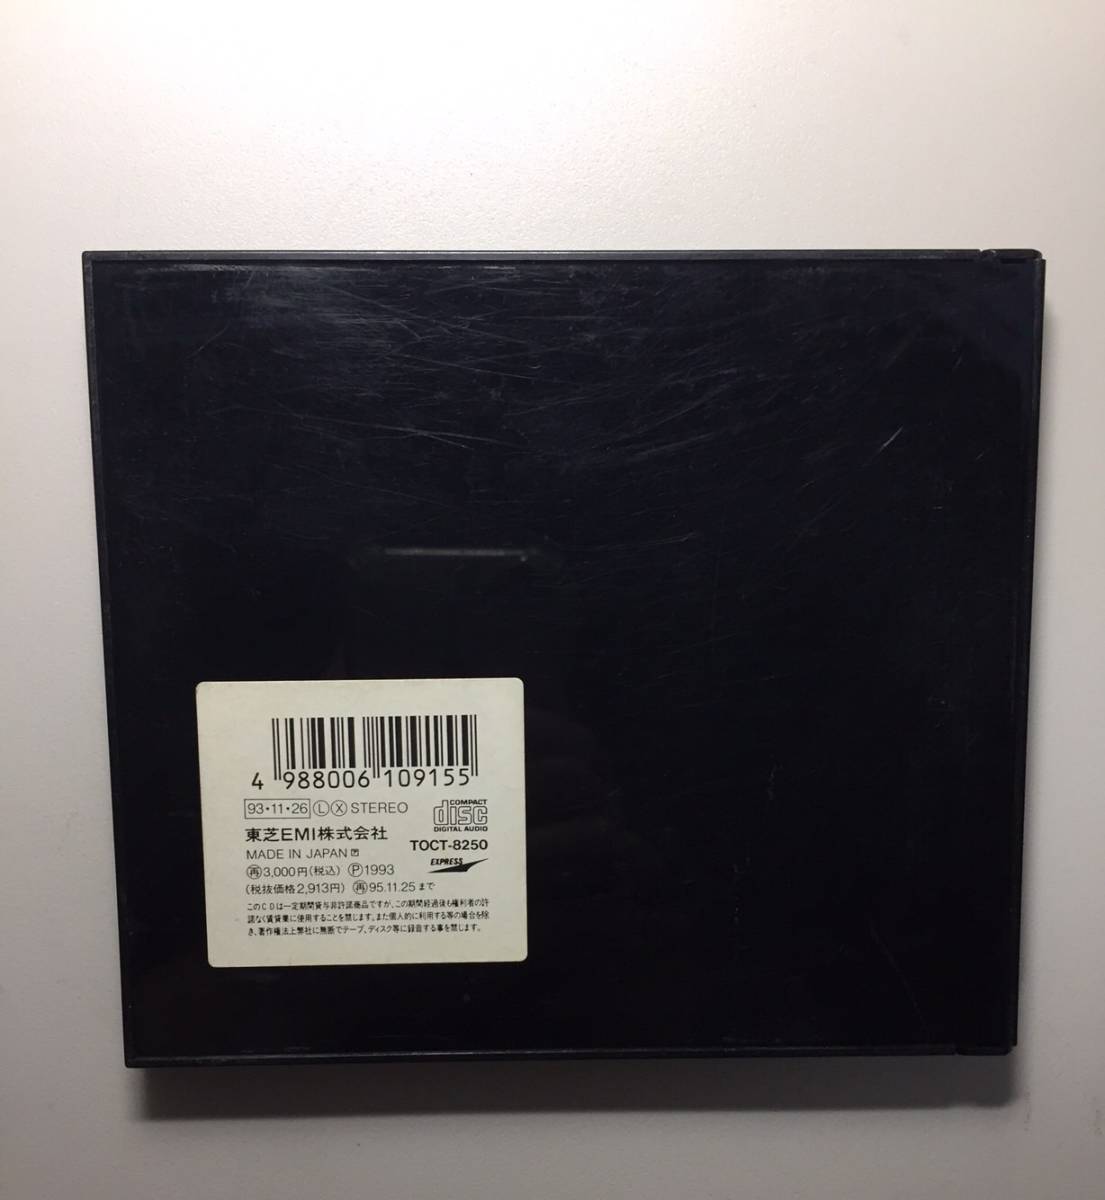 4 988006 109155
93・11・26 Ⓛ Ⓧ STEREO
COMPACT
disc
DIGITAL AUDIO
東芝EMI株式会社
TOCT-8250
MADE IN JAPAN
EXPRESS
㊢3,000円(税込) Ⓟ1993
(税抜価格2,913円) 再95.11.25まで
このCDは一定期間貸与非許諾商品ですが、この期間経過後も権利者の許
諾なく賃貸業に使用することを禁じます。また個人的に利用する等の場合を除
き、著作権法上弊社に無断でテープ、ディスク等に録音する事を禁じます。